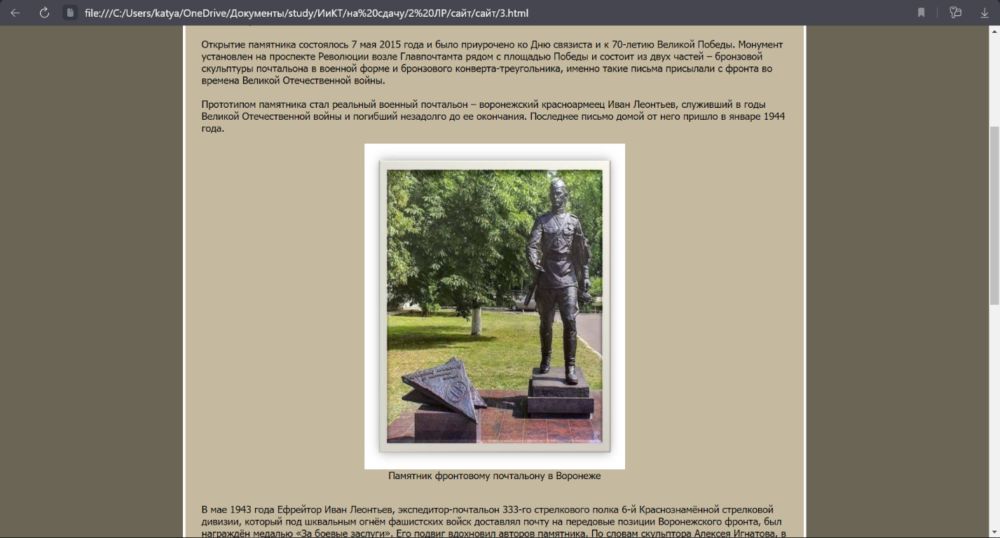 file:///C:/Users/katya/OneDrive/Документы/study/ИиКТ/на%20сдачу/2%20ЛР/сайт/сайт/3.html
Открытие памятника состоялось 7 мая 2015 года и было приурочено ко Дню связиста и к 70-летию Великой Победы. Монумент
установлен на проспекте Революции возле Главпочтамта рядом с площадью Победы и состоит из двух частей – бронзовой
скульптуры почтальона в военной форме и бронзового конверта-треугольника, именно такие письма присылали с фронта во
времена Великой Отечественной войны.
Прототипом памятника стал реальный военный почтальон – воронежский красноармеец Иван Леонтьев, служивший в годы
Великой Отечественной войны и погибший незадолго до ее окончания. Последнее письмо домой от него пришло в январе 1944
года.
Памятник фронтовому почтальону в Воронеже
В мае 1943 года Ефрейтор Иван Леонтьев, экспедитор-почтальон 333-го стрелкового полка 6-й Краснознамённой стрелковой
дивизии, который под шквальным огнём фашистских войск доставлял почту на передовые позиции Воронежского фронта, был
награждён медалью «За боевые заслуги». Его подвиг вдохновил авторов памятника. По словам скульптора Алексея Игнатова, в